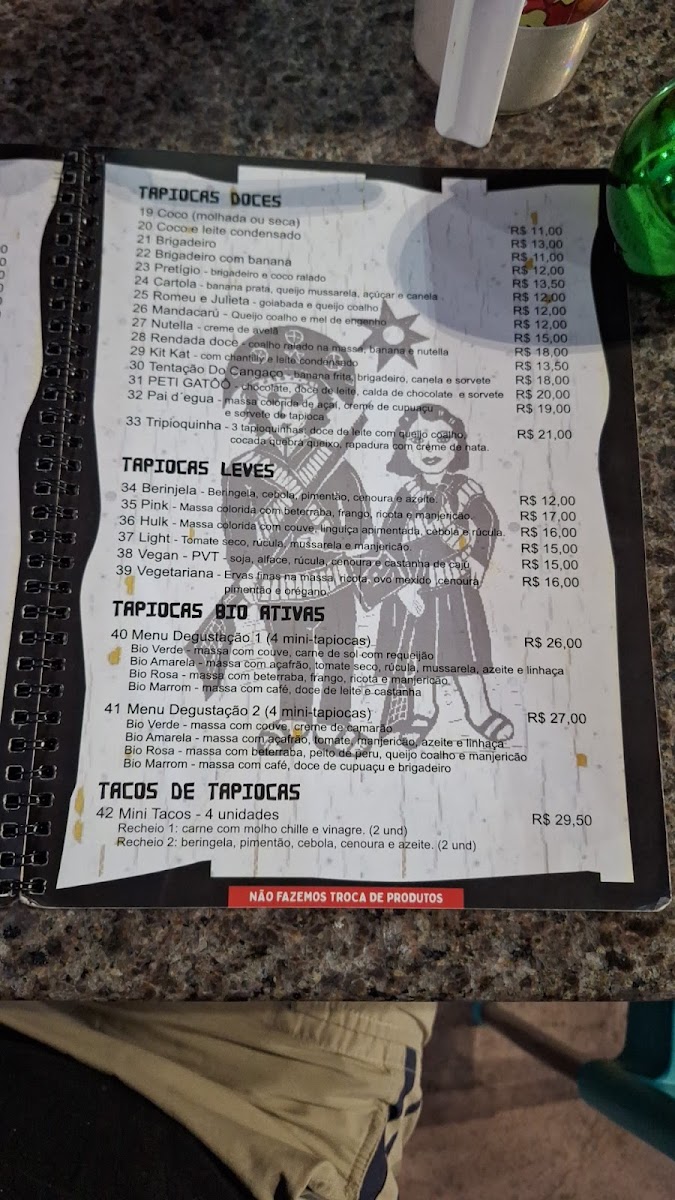 TAPIOCAS DOCES
19 Coco (molhada ou seca) R$ 11,00
20 Coco e leite condensado R$ 13,00
21 Brigadeiro R$ 11,00
22 Brigadeiro com banana R$ 12,00
23 Pretígio - brigadeiro e coco ralado R$ 13,50
24 Cartola - banana prata, queijo mussarela, açúçar e canela R$ 12,00
25 Romeu e Julieta - goiabada e queijo coalho R$ 12,00
26 Mandacarú - Queijo coalho e mel de engenho R$ 12,00
27 Nutella - creme de avelã R$ 15,00
28 Rendada doce - coalho ralado na massa, banana e nutella R$ 18,00
29 Kit Kat - com chantily e leite condensado R$ 13,50
30 Tentação Do Cangaço - banana frita, brigadeiro, canela e sorvete R$ 18,00
31 PETI GATÔÔ - chocolate, doce de leite, calda de chocolate e sorvete R$ 20,00
32 Pai d´egua - massa colorida de açaí, creme de cupuaçu R$ 19,00
e sorvete de tapioca
33 Tripioquinha - 3 tapioquinhas: doce de leite com queijo coalho, R$ 21,00
cocada quebra queixo, rapadura com creme de nata.
TAPIOCAS LEVES
34 Berinjela - Beringela, cebola, pimentão, cenoura e azeite. R$ 12,00
35 Pink - Massa colorida com beterraba, frango, ricota e manjericão. R$ 17,00
36 Hulk - Massa colorida com couve, linguiça apimentada, cebola e rúcula. R$ 16,00
37 Light - Tomate seco, rúcula, mussarela e manjericão. R$ 15,00
38 Vegan - PVT - soja, alface, rúcula, cenoura e castanha de cajú R$ 15,00
39 Vegetariana - Ervas finas na massa, ricota, ovo mexido, cenoura R$ 16,00
pimentão e orégano.
TAPIOCAS BIO ATIVAS
40 Menu Degustação 1 (4 mini-tapiocas) R$ 26,00
Bio Verde - massa com couve, carne de sol com requeijão
Bio Amarela - massa com açafrão, tomate seco, rúcula, mussarela, azeite e linhaça
Bio Rosa - massa com beterraba, frango, ricota e manjericão
Bio Marrom - massa com café, doce de leite e castanha
41 Menu Degustação 2 (4 mini-tapiocas) R$ 27,00
Bio Verde - massa com couve, creme de camarão
Bio Amarela - massa com açafrão, tomate, manjericão, azeite e linhaça
Bio Rosa - massa com beterraba, peito de peru, queijo coalho e manjericão
Bio Marrom - massa com café, doce de cupuaçu e brigadeiro
TACOS DE TAPIOCAS
42 Mini Tacos - 4 unidades R$ 29,50
Recheio 1: carne com molho chille e vinagre. (2 und)
Recheio 2: beringela, pimentão, cebola, cenoura e azeite. (2 und)
NÃO FAZEMOS TROCA DE PRODUTOS